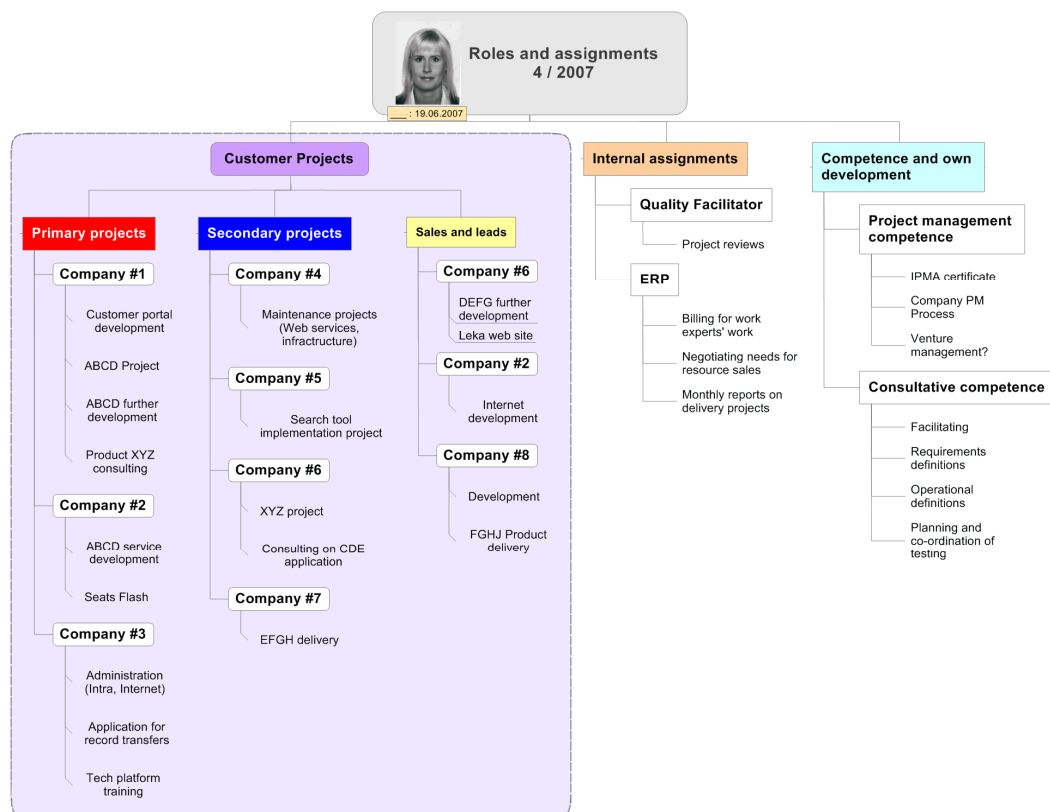 Roles and assignments
4 / 2007
___ : 19.06.2007
Customer Projects
Primary projects
Company #1
Customer portal
development
ABCD Project
ABCD further
development
Product XYZ
consulting
Company #2
ABCD service
development
Seats Flash
Company #3
Administration
(Intra, Internet)
Application for
record transfers
Tech platform
training
Secondary projects
Company #4
Maintenance projects
(Web services,
infractructure)
Company #5
Search tool
implementation project
Company #6
XYZ project
Consulting on CDE
application
Company #7
EFGH delivery
Sales and leads
Company #6
DEFG further
development
Leka web site
Company #2
Internet
development
Company #8
Development
FGHJ Product
delivery
Internal assignments
Quality Facilitator
Project reviews
ERP
Billing for work
experts' work
Negotiating needs for
resource sales
Monthly reports on
delivery projects
Competence and own
development
Project management
competence
IPMA certificate
Company PM
Process
Venture
management?
Consultative competence
Facilitating
Requirements
definitions
Operational
definitions
Planning and
co-ordination of
testing